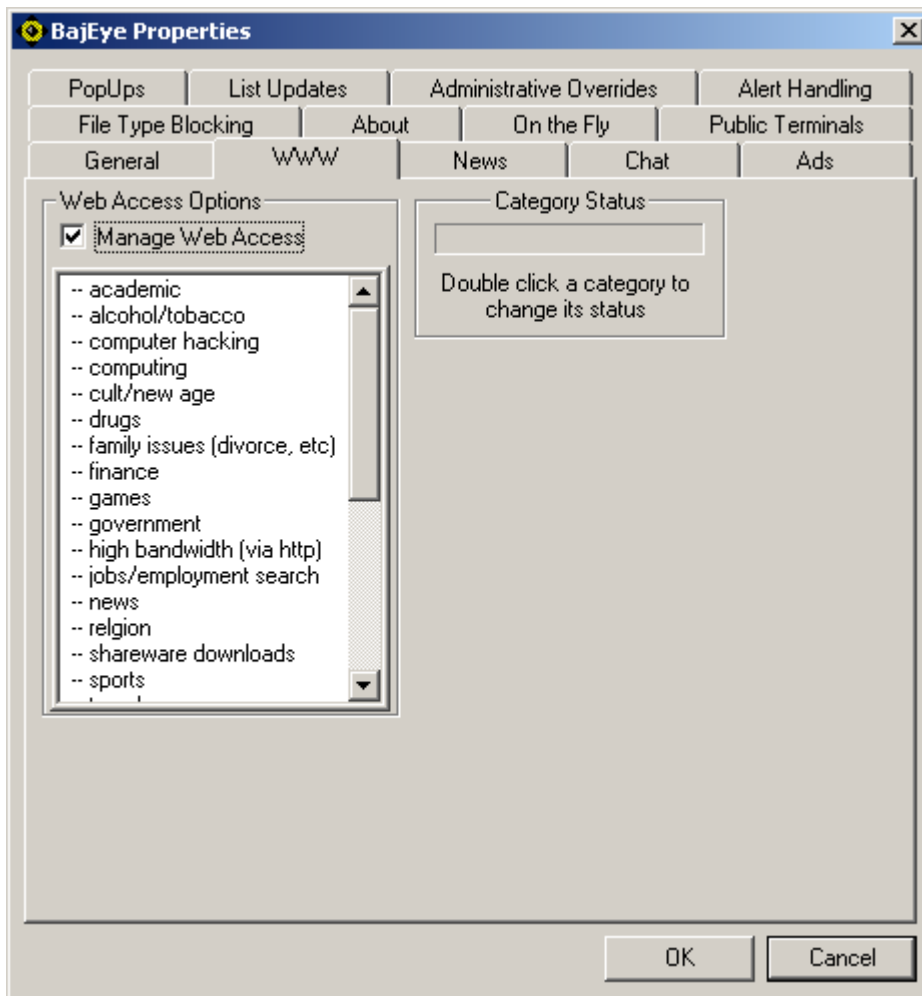 BajEye Properties
PopUps List Updates Administrative Overrides Alert Handling
File Type Blocking About On the Fly Public Terminals
General WWW News Chat Ads
Web Access Options
Manage Web Access
-- academic
-- alcohol/tobacco
-- computer hacking
-- computing
-- cult/new age
-- drugs
-- family issues (divorce, etc)
-- finance
-- games
-- government
-- high bandwidth (via http)
-- jobs/employment search
-- news
-- relgion
-- shareware downloads
-- sports
Category Status
Double click a category to
change its status
OK Cancel